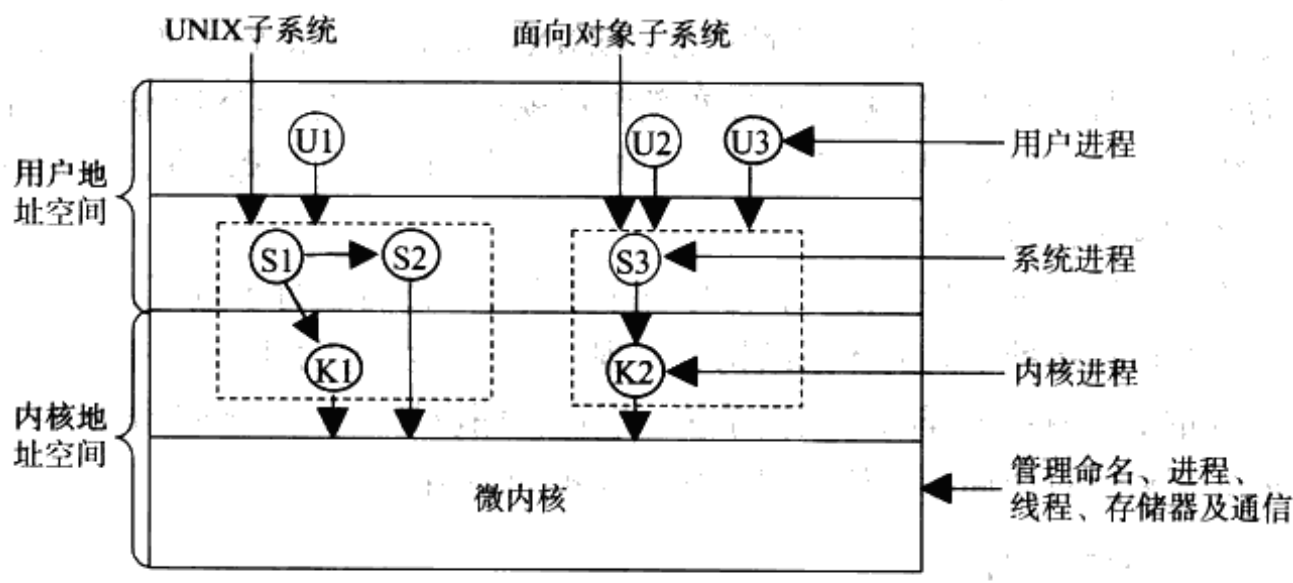 UNIX子系统
面向对象子系统
U1
U2
U3
用户进程
用户地
址空间
S1
S2
S3
系统进程
K1
K2
内核进程
内核地
址空间
微内核
管理命名、进程、
线程、存储器及通信